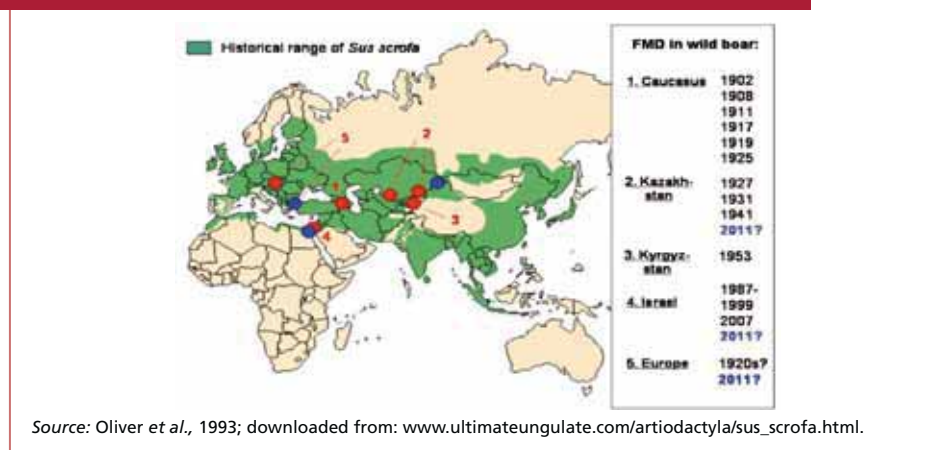 Historical range of Sus scrofa
5
2
1
3
4
FMD in wild boar:
1. Caucasus 1902
1908
1911
1917
1919
1925
2. Kazakh-
stan
1927
1931
1941
2011?
3. Kyrgyz-
stan
1953
4. Israel
1987-
1999
2007
2011?
5. Europe 1920s?
2011?
Source: Oliver et al., 1993; downloaded from: www.ultimateungulate.com/artiodactyla/sus_scrofa.html.